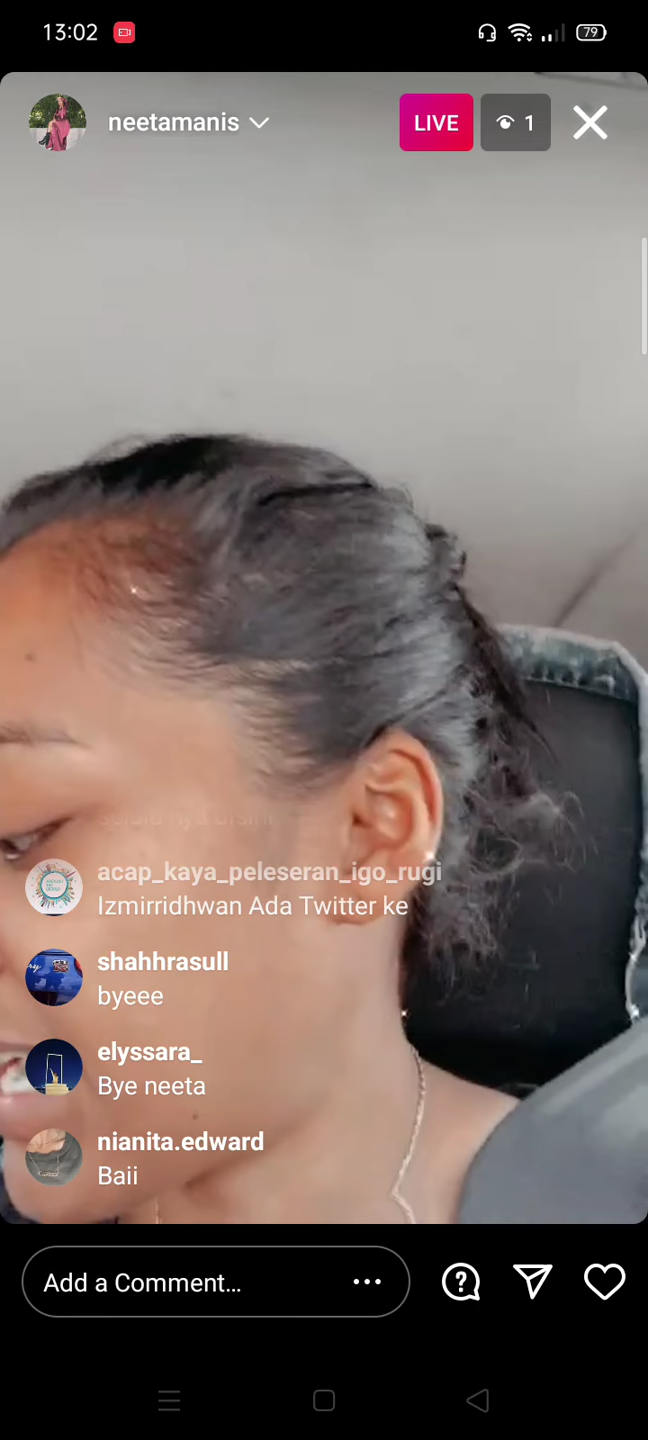 13:02
79
neetamanis
LIVE
1
acap_kaya_peleseran_igo_rugi
Izmirridhwan Ada Twitter ke
shahhrasull
byeee
elyssara_
Bye neeta
nianita.edward
Baii
Add a Comment...